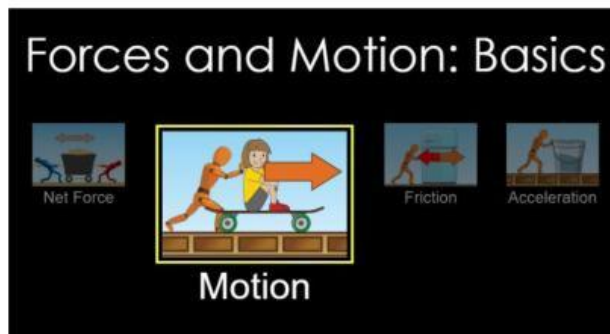 Forces and Motion: Basics
Net Force
Motion
Friction
Acceleration